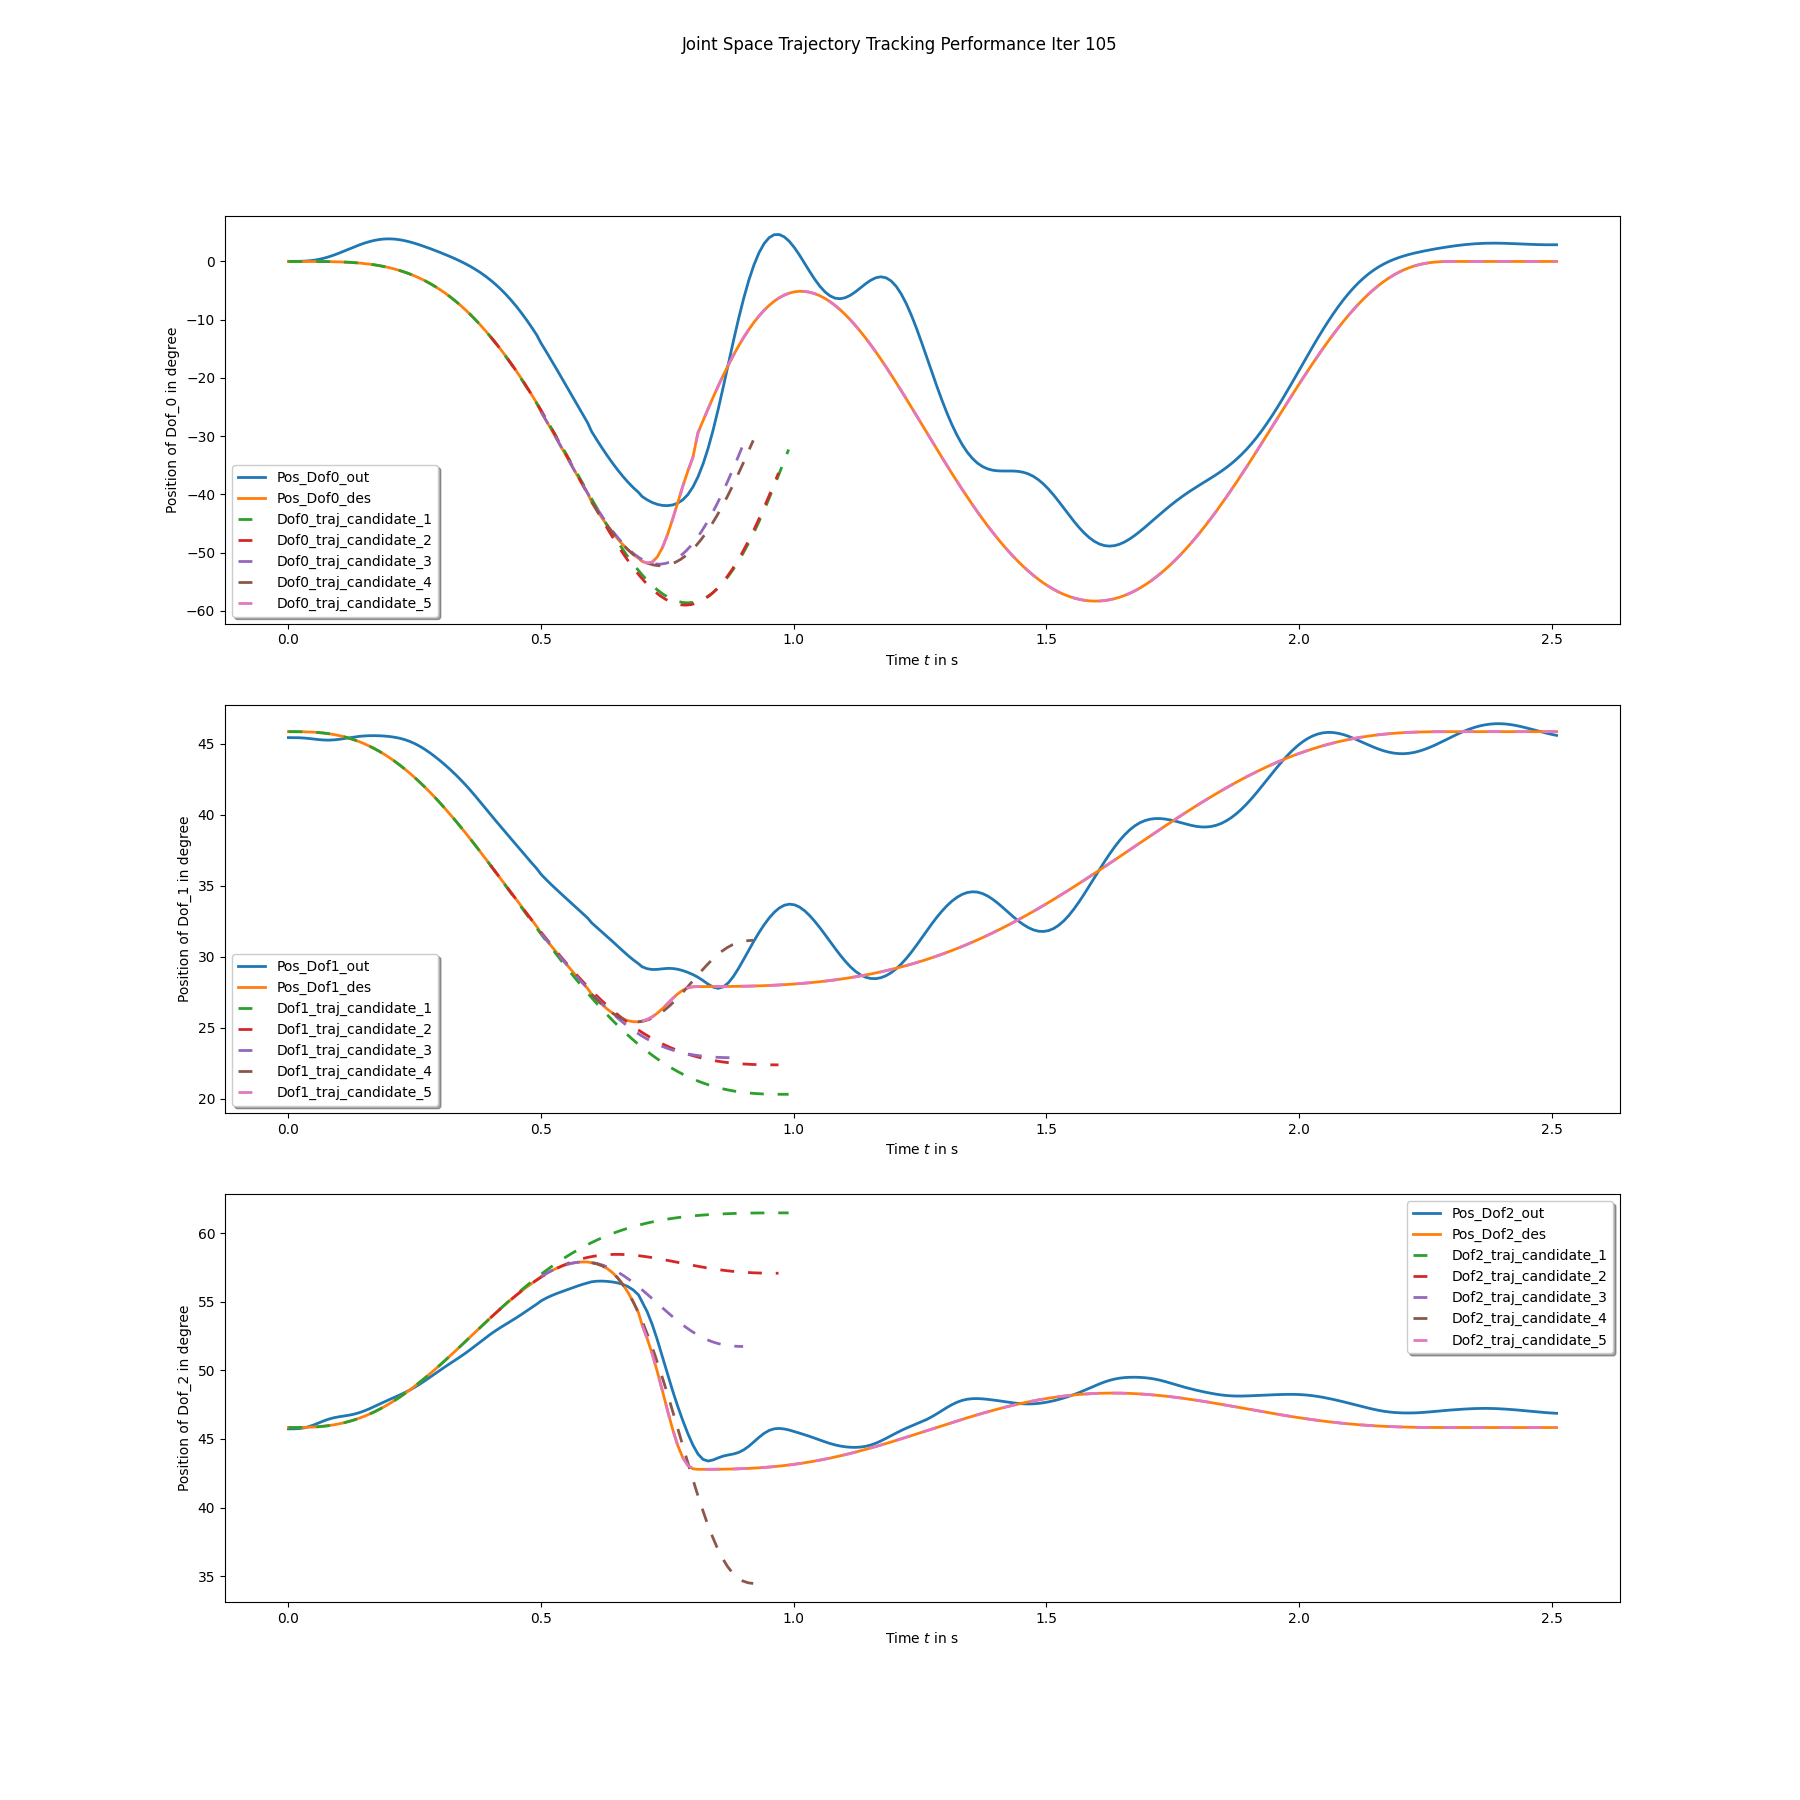 Joint Space Trajectory Tracking Performance Iter 105
0
−10
−20
−30
−40
−50
−60
Position of Dof_0 in degree
Pos_Dof0_out
Pos_Dof0_des
Dof0_traj_candidate_1
Dof0_traj_candidate_2
Dof0_traj_candidate_3
Dof0_traj_candidate_4
Dof0_traj_candidate_5
0.0 0.5 1.0 1.5 2.0 2.5
Time t in s
45
40
35
30
25
20
Position of Dof_1 in degree
Pos_Dof1_out
Pos_Dof1_des
Dof1_traj_candidate_1
Dof1_traj_candidate_2
Dof1_traj_candidate_3
Dof1_traj_candidate_4
Dof1_traj_candidate_5
0.0 0.5 1.0 1.5 2.0 2.5
Time t in s
60
55
50
45
40
35
Position of Dof_2 in degree
Pos_Dof2_out
Pos_Dof2_des
Dof2_traj_candidate_1
Dof2_traj_candidate_2
Dof2_traj_candidate_3
Dof2_traj_candidate_4
Dof2_traj_candidate_5
0.0 0.5 1.0 1.5 2.0 2.5
Time t in s